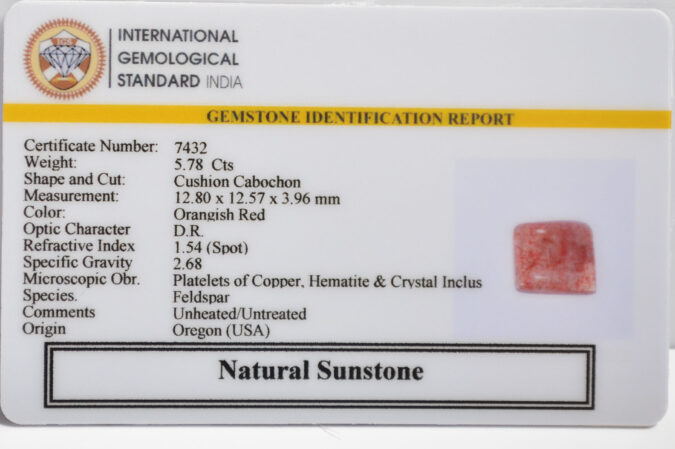 IGS
INTERNATIONAL
GEMOLOGICAL
STANDARD INDIA
GEMSTONE IDENTIFICATION REPORT
Certificate Number: 7432
Weight: 5.78 Cts
Shape and Cut: Cushion Cabochon
Measurement: 12.80 x 12.57 x 3.96 mm
Color: Orangish Red
Optic Character D.R.
Refractive Index 1.54 (Spot)
Specific Gravity 2.68
Microscopic Obr. Platelets of Copper, Hematite & Crystal Inclus
Species. Feldspar
Comments Unheated/Untreated
Origin Oregon (USA)
Natural Sunstone